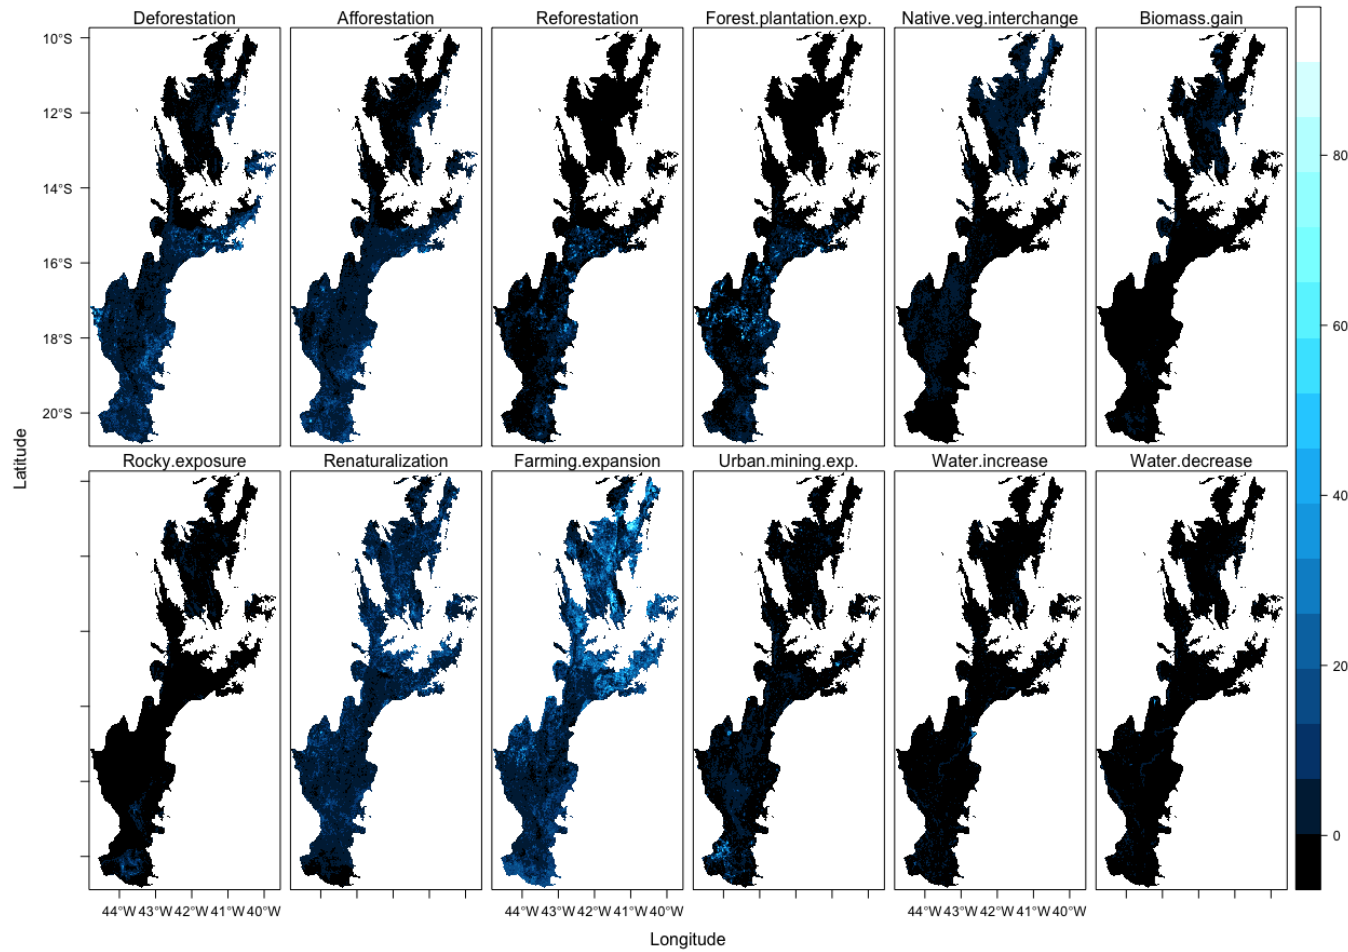 Deforestation Afforestation Reforestation Forest.plantation.exp. Native.veg.interchange Biomass.gain
10°S
12°S
14°S
16°S
18°S
20°S
Latitude
Rocky.exposure Renaturalization Farming.expansion Urban.mining.exp. Water.increase Water.decrease
80
60
40
20
0
44°W 43°W 42°W 41°W 40°W 44°W 43°W 42°W 41°W 40°W 44°W 43°W 42°W 41°W 40°W
Longitude